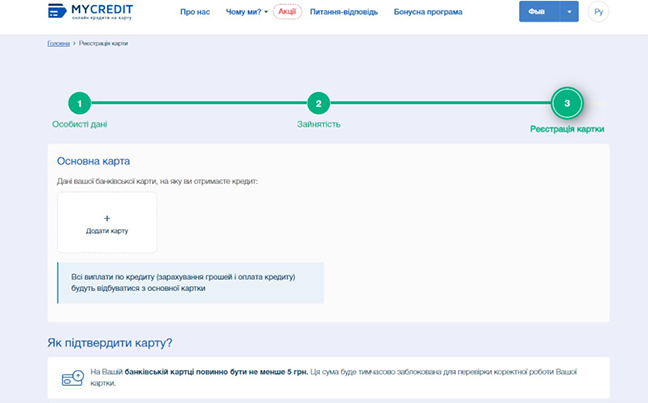 MYCREDIT
онлайн кредити на карту
Про нас Чому ми? Акції Питання-відповідь Бонусна програма Фыв Ру
Головна > Реєстрація карти
1 2 3
Особисті дані Зайнятість Реєстрація картки
Основна карта
Дані вашої банківської карти, на яку ви отримаєте кредит:
+
Додати карту
Всі виплати по кредиту (зарахування грошей і оплата кредиту)
будуть відбуватися з основної картки
Як підтвердити карту?
На Вашій банківській картці повинно бути не менше 5 грн. Ця сума буде тимчасово заблокована для перевірки коректної роботи Вашої
картки.